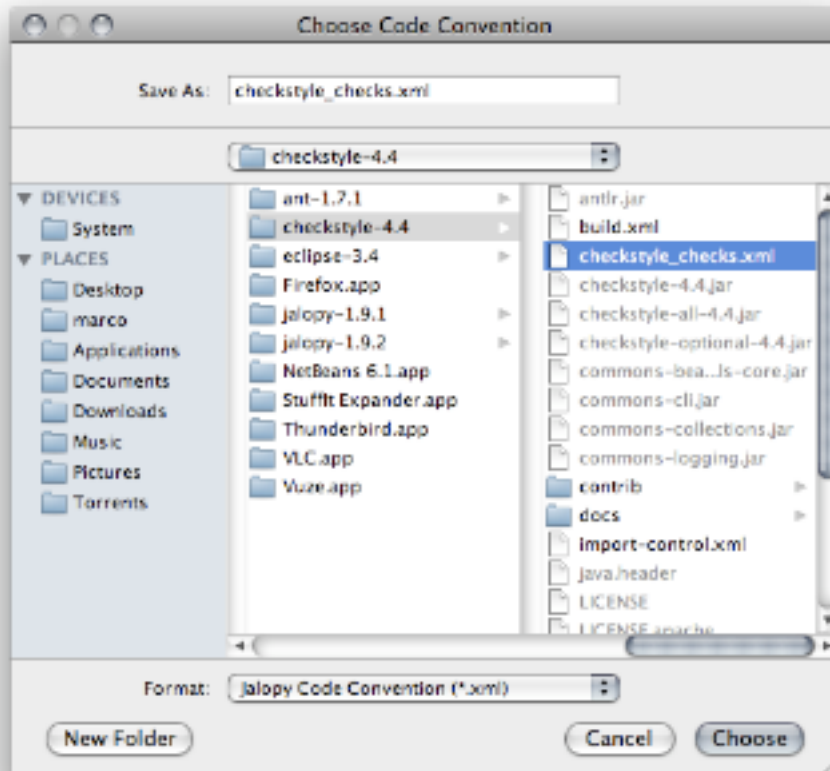 Choose Code Convention
Save As: checkstyle_checks.xml
checkstyle-4.4
DEVICES
System
PLACES
Desktop
marco
Applications
Documents
Downloads
Music
Pictures
Torrents
ant-1.7.1
checkstyle-4.4
eclipse-3.4
Firefox.app
jalopy-1.9.1
jalopy-1.9.2
NetBeans 6.1.app
StuffIt Expander.app
Thunderbird.app
VLC.app
Vuze.app
antlr.jar
build.xml
checkstyle_checks.xml
checkstyle-4.4.jar
checkstyle-all-4.4.jar
checkstyle-optional-4.4.jar
commons-bea...ls-core.jar
commons-cli.jar
commons-collections.jar
commons-logging.jar
contrib
docs
import-control.xml
java.header
LICENSE
LICENSE.apache
Format: Jalopy Code Convention (*.xml)
New Folder
Cancel
Choose